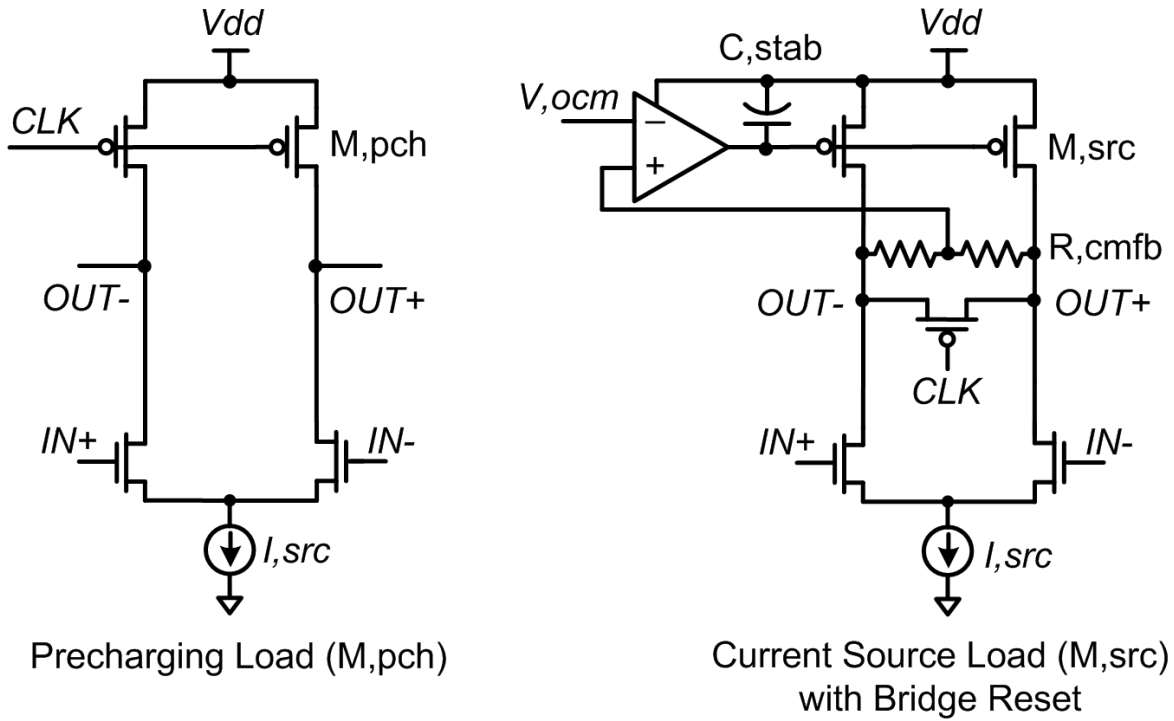 Vdd
CLK
M,pch
OUT-
OUT+
IN+
IN-
I,src
Precharging Load (M,pch)
C,stab
Vdd
V,ocm
−
+
M,src
R,cmfb
OUT-
OUT+
CLK
IN+
IN-
I,src
Current Source Load (M,src)
with Bridge Reset